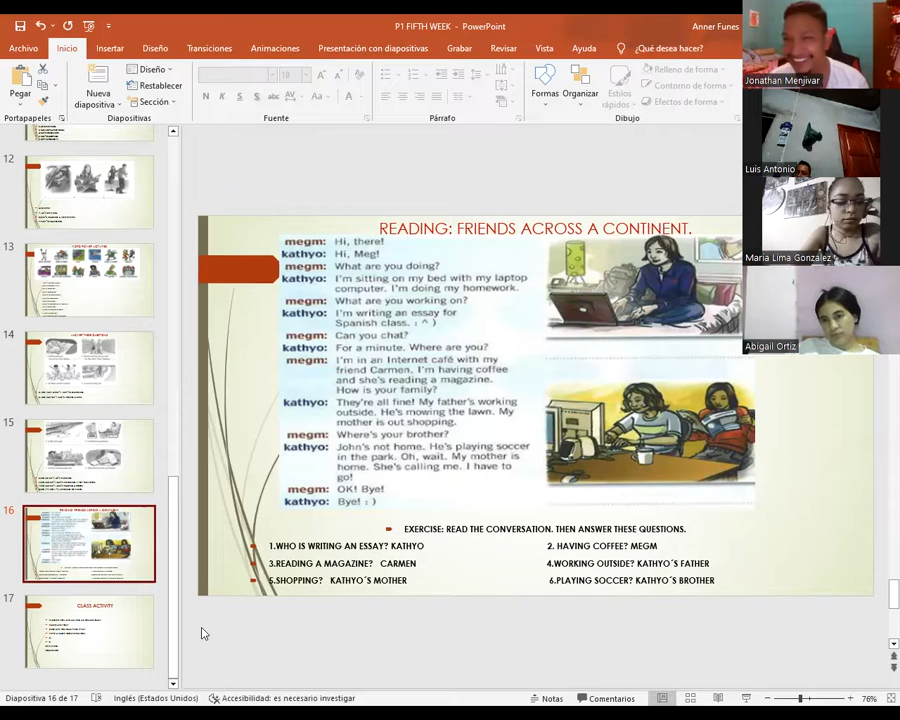 P1 FIFTH WEEK - PowerPoint
Anner Funes
Archivo Inicio Insertar Diseño Transiciones Animaciones Presentación con diapositivas Grabar Revisar Vista Ayuda ¿Qué desea hacer?
Pegar
Nueva diapositiva
Diseño
Restablecer
Sección
18
N K S S abc AV Aa A
Formas
Organizar
Estilos rápidos
Relleno de forma
Contorno de forma
Efectos de forma
Portapapeles Diapositivas Fuente Párrafo Dibujo
12
13
14
15
16
17
CLASS ACTIVITY
READING: FRIENDS ACROSS A CONTINENT.
megm: Hi, there!
kathyo: Hi, Meg!
megm: What are you doing?
kathyo: I'm sitting on my bed with my laptop
computer. I'm doing my homework.
megm: What are you working on?
kathyo: I'm writing an essay for
Spanish class. : ^ )
megm: Can you chat?
kathyo: For a minute. Where are you?
megm: I'm in an Internet café with my
friend Carmen. I'm having coffee
and she's reading a magazine.
How is your family?
kathyo: They're all fine! My father's working
outside. He's mowing the lawn. My
mother is out shopping.
megm: Where's your brother?
kathyo: John's not home. He's playing soccer
in the park. Oh, wait. My mother is
home. She's calling me. I have to
go!
megm: OK! Bye!
kathyo: Bye! : )
EXERCISE: READ THE CONVERSATION. THEN ANSWER THESE QUESTIONS.
1.WHO IS WRITING AN ESSAY? KATHYO
2. HAVING COFFEE? MEGM
3.READING A MAGAZINE? CARMEN
4.WORKING OUTSIDE? KATHYO´S FATHER
5.SHOPPING? KATHYO´S MOTHER
6.PLAYING SOCCER? KATHYO´S BROTHER
Jonathan Menjivar
Luis Antonio
Maria Lima Gonzalez
Abigail Ortiz
Diapositiva 16 de 17 Inglés (Estados Unidos) Accesibilidad: es necesario investigar Notas Comentarios 76%